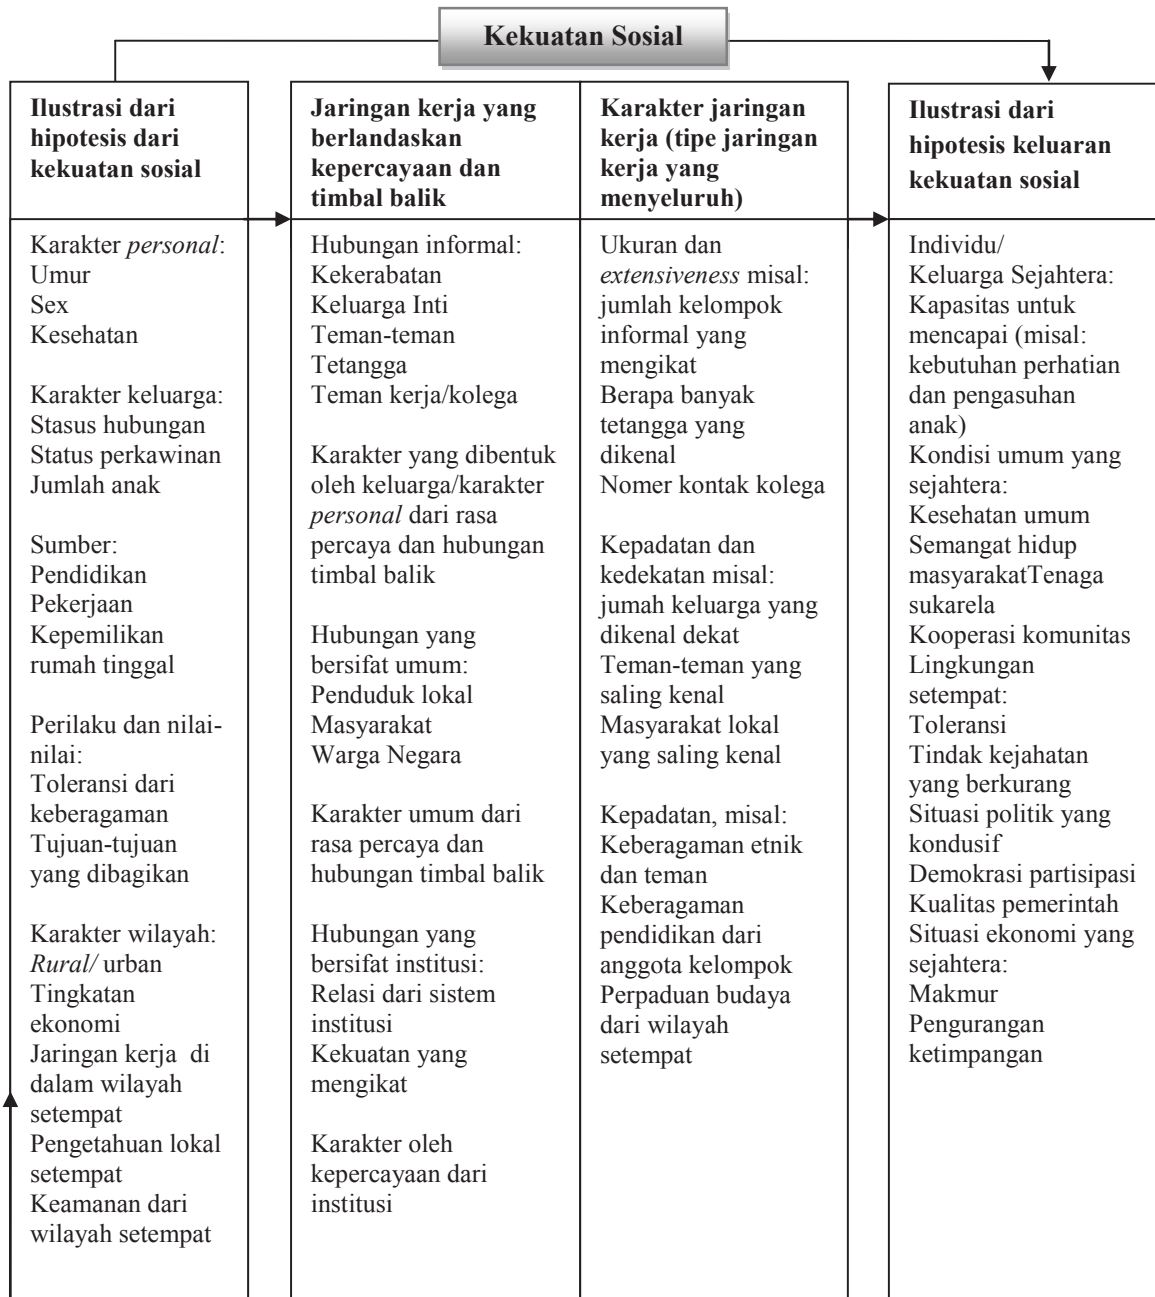 Kekuatan Sosial
Ilustrasi dari
hipotesis dari
kekuatan sosial
Karakter personal:
Umur
Sex
Kesehatan
Karakter keluarga:
Stasus hubungan
Status perkawinan
Jumlah anak
Sumber:
Pendidikan
Pekerjaan
Kepemilikan
rumah tinggal
Perilaku dan nilai-
nilai:
Toleransi dari
keberagaman
Tujuan-tujuan
yang dibagikan
Karakter wilayah:
Rural/ urban
Tingkatan
ekonomi
Jaringan kerja di
dalam wilayah
setempat
Pengetahuan lokal
setempat
Keamanan dari
wilayah setempat
Jaringan kerja yang
berlandaskan
kepercayaan dan
timbal balik
Hubungan informal:
Kekerabatan
Keluarga Inti
Teman-teman
Tetangga
Teman kerja/kolega
Karakter yang dibentuk
oleh keluarga/karakter
personal dari rasa
percaya dan hubungan
timbal balik
Hubungan yang
bersifat umum:
Penduduk lokal
Masyarakat
Warga Negara
Karakter umum dari
rasa percaya dan
hubungan timbal balik
Hubungan yang
bersifat institusi:
Relasi dari sistem
institusi
Kekuatan yang
mengikat
Karakter oleh
kepercayaan dari
institusi
Karakter jaringan
kerja (tipe jaringan
kerja yang
menyeluruh)
Ukuran dan
extensiveness misal:
jumlah kelompok
informal yang
mengikat
Berapa banyak
tetangga yang
dikenal
Nomer kontak kolega
Kepadatan dan
kedekatan misal:
jumah keluarga yang
dikenal dekat
Teman-teman yang
saling kenal
Masyarakat lokal
yang saling kenal
Kepadatan, misal:
Keberagaman etnik
dan teman
Keberagaman
pendidikan dari
anggota kelompok
Perpaduan budaya
dari wilayah
setempat
Ilustrasi dari
hipotesis keluaran
kekuatan sosial
Individu/
Keluarga Sejahtera:
Kapasitas untuk
mencapai (misal:
kebutuhan perhatian
dan pengasuhan
anak)
Kondisi umum yang
sejahtera:
Kesehatan umum
Semangat hidup
masyarakatTenaga
sukarela
Kooperasi komunitas
Lingkungan
setempat:
Toleransi
Tindak kejahatan
yang berkurang
Situasi politik yang
kondusif
Demokrasi partisipasi
Kualitas pemerintah
Situasi ekonomi yang
sejahtera:
Makmur
Pengurangan
ketimpangan